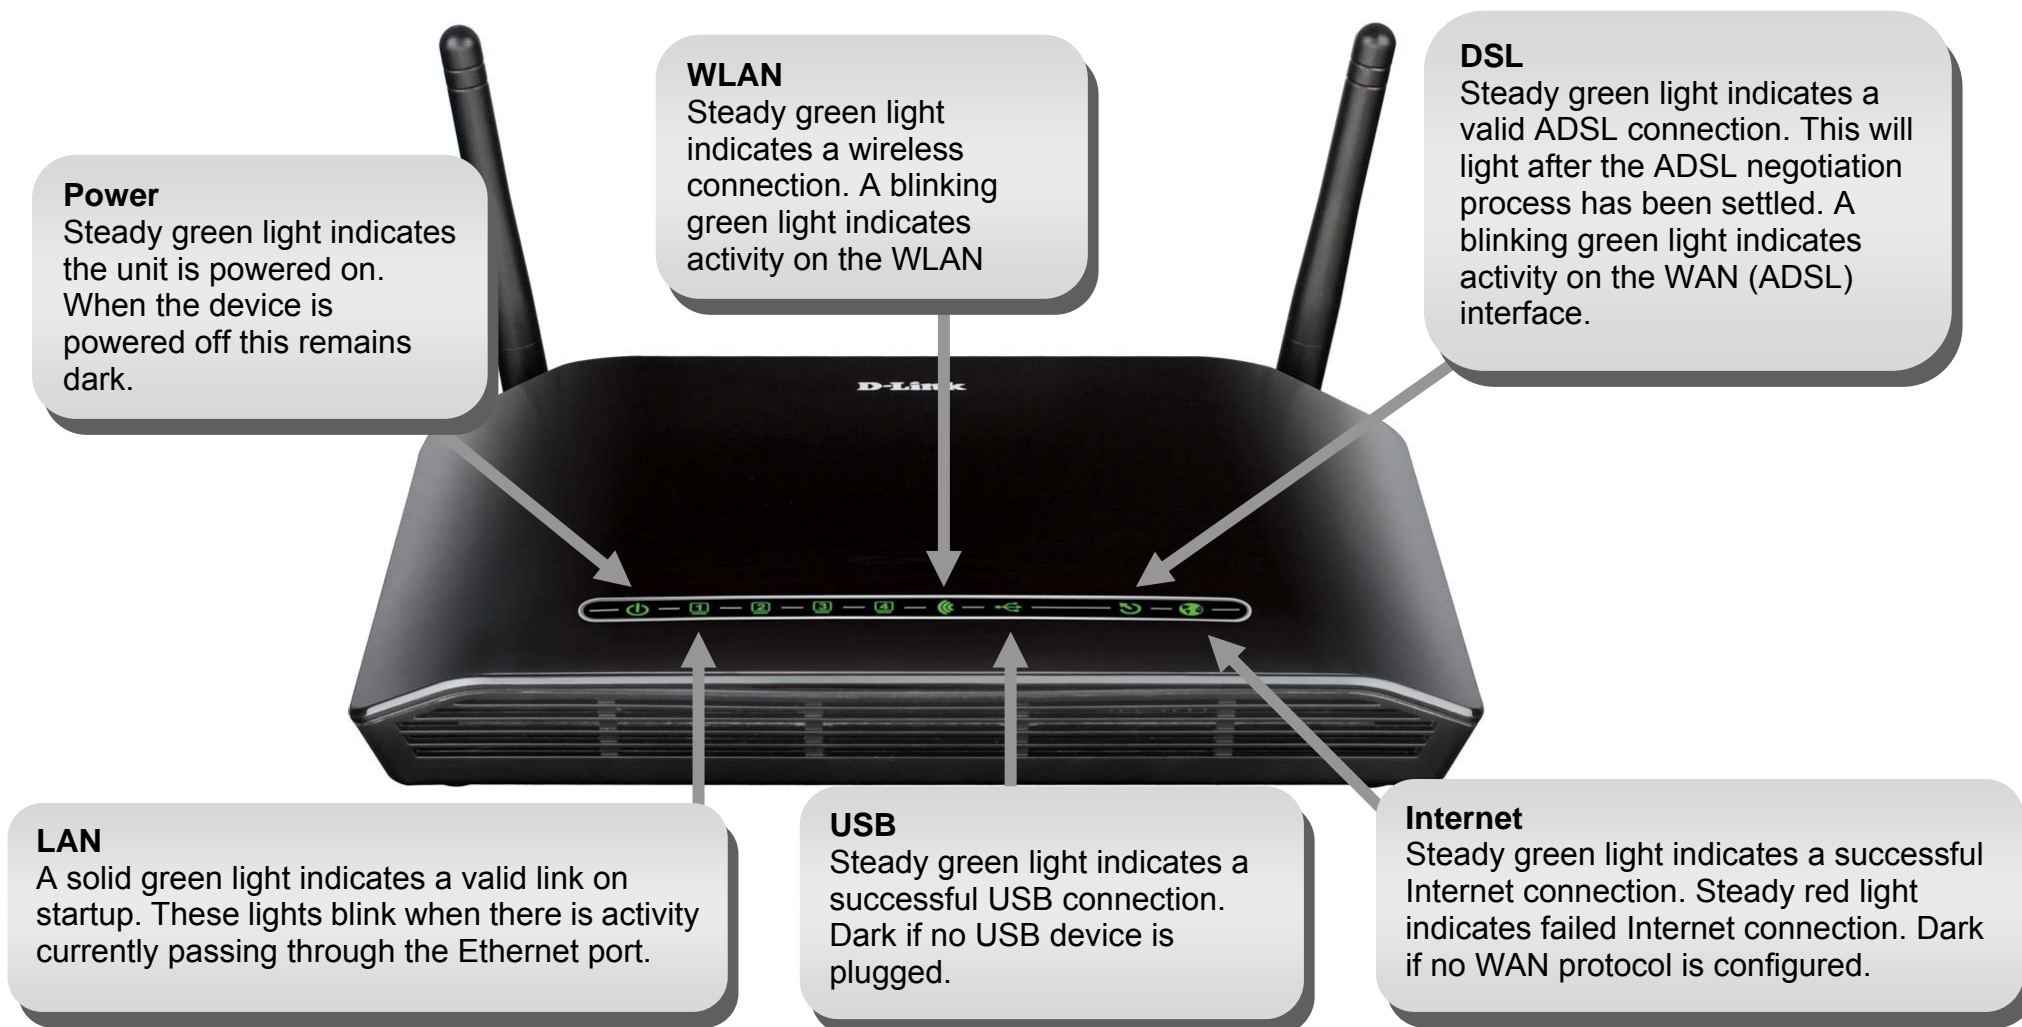 WLAN
Steady green light
indicates a wireless
connection. A blinking
green light indicates
activity on the WLAN
DSL
Steady green light indicates a
valid ADSL connection. This will
light after the ADSL negotiation
process has been settled. A
blinking green light indicates
activity on the WAN (ADSL)
interface.
Power
Steady green light indicates
the unit is powered on.
When the device is
powered off this remains
dark.
D-Link
1 2 3 4
LAN
A solid green light indicates a valid link on
startup. These lights blink when there is activity
currently passing through the Ethernet port.
USB
Steady green light indicates a
successful USB connection.
Dark if no USB device is
plugged.
Internet
Steady green light indicates a successful
Internet connection. Steady red light
indicates failed Internet connection. Dark
if no WAN protocol is configured.